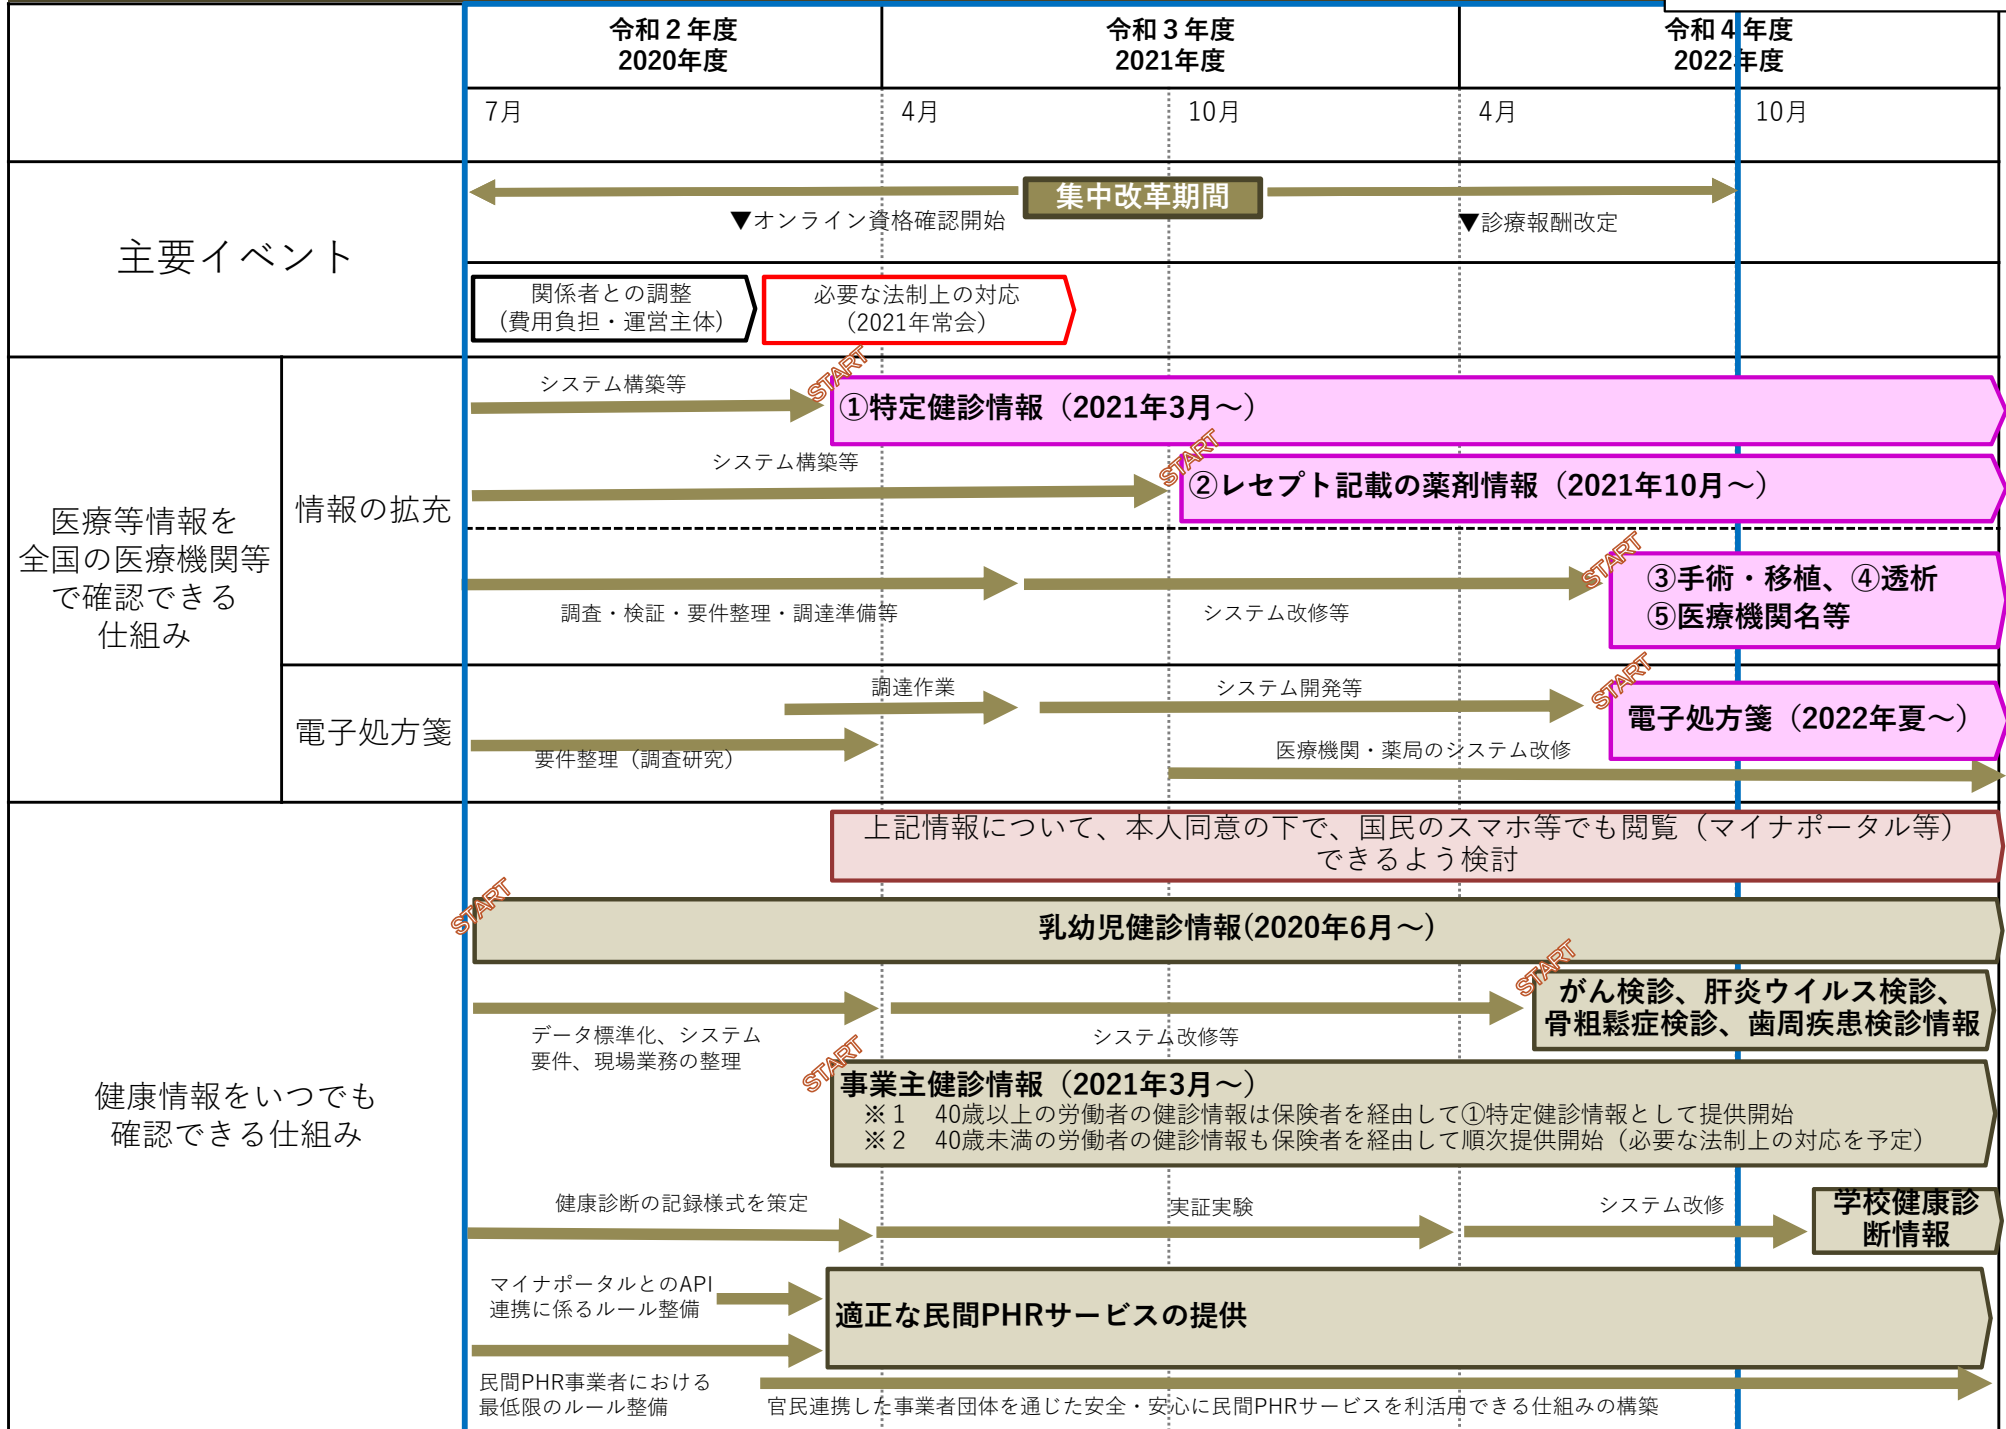 令和２年度
2020年度
令和３年度
2021年度
令和４年度
2022年度
7月
4月
10月
4月
10月
主要イベント
集中改革期間
▼オンライン資格確認開始
▼診療報酬改定
関係者との調整
(費用負担・運営主体)
必要な法制上の対応
(2021年常会)
医療等情報を
全国の医療機関等
で確認できる
仕組み
情報の拡充
システム構築等
START
①特定健診情報（2021年3月～）
システム構築等
START
②レセプト記載の薬剤情報（2021年10月～）
調査・検証・要件整理・調達準備等
システム改修等
START
③手術・移植、④透析
⑤医療機関名等
電子処方箋
調達作業
要件整理（調査研究）
システム開発等
START
電子処方箋（2022年夏～）
医療機関・薬局のシステム改修
健康情報をいつでも
確認できる仕組み
上記情報について、本人同意の下で、国民のスマホ等でも閲覧（マイナポータル等）
できるよう検討
START
乳幼児健診情報(2020年6月～)
データ標準化、システム
要件、現場業務の整理
システム改修等
START
がん検診、肝炎ウイルス検診、
骨粗鬆症検診、歯周疾患検診情報
START
事業主健診情報（2021年3月～）
※１　40歳以上の労働者の健診情報は保険者を経由して①特定健診情報として提供開始
※２　40歳未満の労働者の健診情報も保険者を経由して順次提供開始（必要な法制上の対応を予定）
健康診断の記録様式を策定
実証実験
システム改修
学校健康診
断情報
マイナポータルとのAPI
連携に係るルール整備
適正な民間PHRサービスの提供
民間PHR事業者における
最低限のルール整備
官民連携した事業者団体を通じた安全・安心に民間PHRサービスを利活用できる仕組みの構築